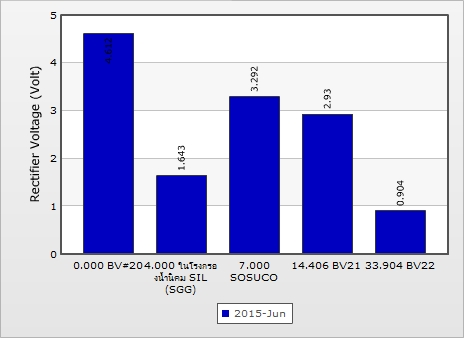 5
4
3
2
1
0
Rectifier Voltage (Volt)
4.612
1.643
3.292
2.93
0.904
0.000 BV#20
4.000 ในโรงกรอ
งน้ำนิคม SIL
(SGG)
7.000
SOSUCO
14.406 BV21
33.904 BV22
2015-Jun